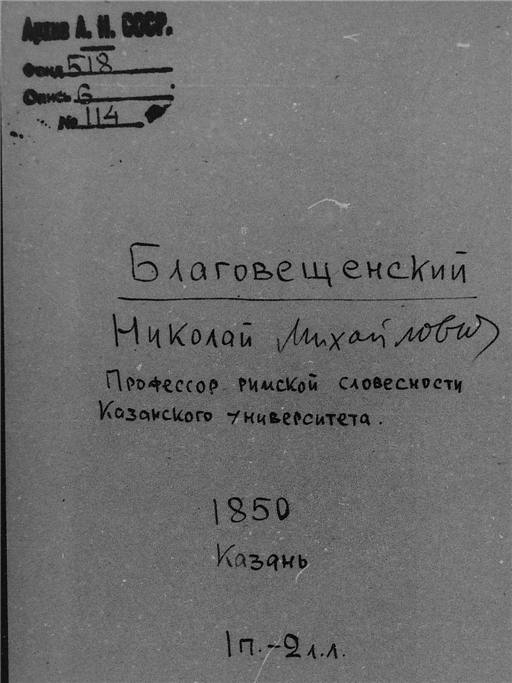 Архив А. Н. СССР.
Фонд 518
Опись 6
№ 114
Благовещенский
Николай Михайлович
Профессор римской словесности
Казанского университета.
1850
Казань
1п.-2л.л.